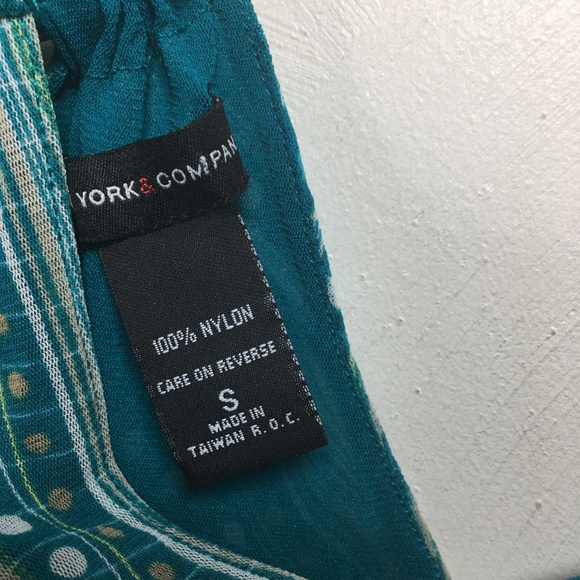 YORK & COMPAN
100% NYLON
CARE ON REVERSE
S
MADE IN
TAIWAN R.O.C.